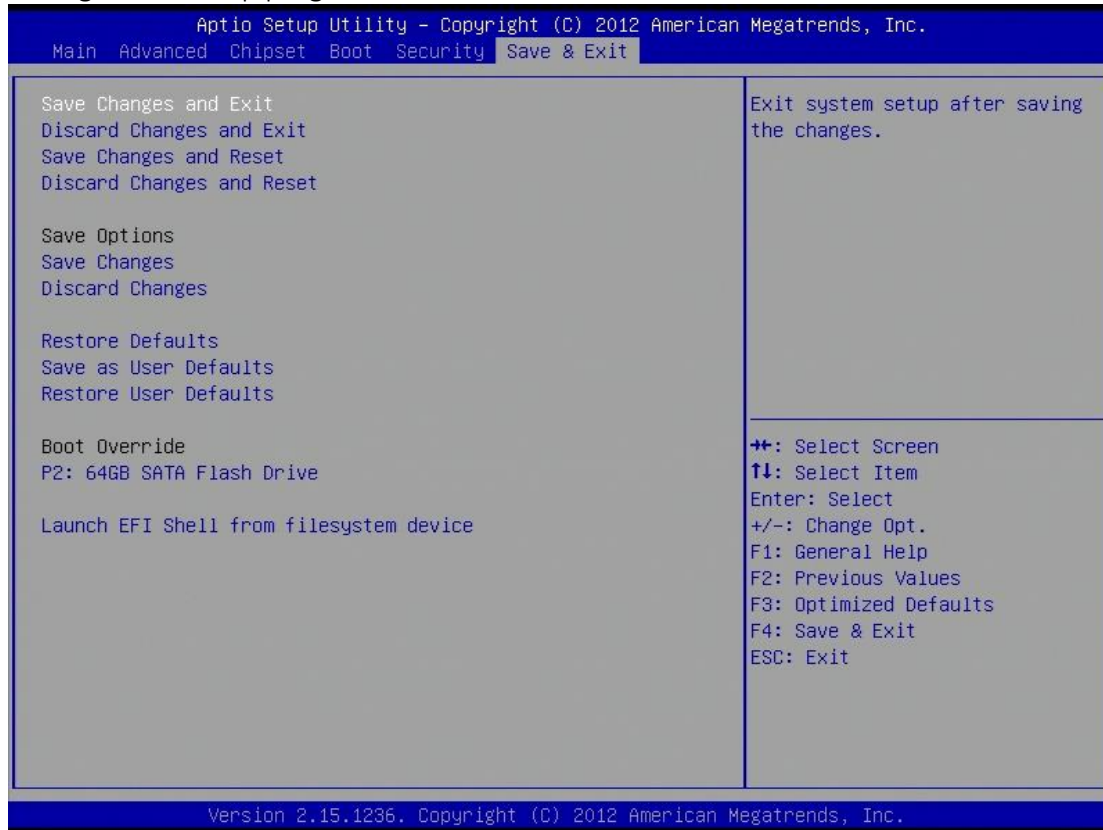 Aptio Setup Utility – Copyright (C) 2012 American Megatrends, Inc.
Main Advanced Chipset Boot Security Save & Exit
Save Changes and Exit
Discard Changes and Exit
Save Changes and Reset
Discard Changes and Reset
Save Options
Save Changes
Discard Changes
Restore Defaults
Save as User Defaults
Restore User Defaults
Boot Override
P2: 64GB SATA Flash Drive
Launch EFI Shell from filesystem device
Exit system setup after saving
the changes.
→←: Select Screen
↑↓: Select Item
Enter: Select
+/-: Change Opt.
F1: General Help
F2: Previous Values
F3: Optimized Defaults
F4: Save & Exit
ESC: Exit
Version 2.15.1236. Copyright (C) 2012 American Megatrends, Inc.